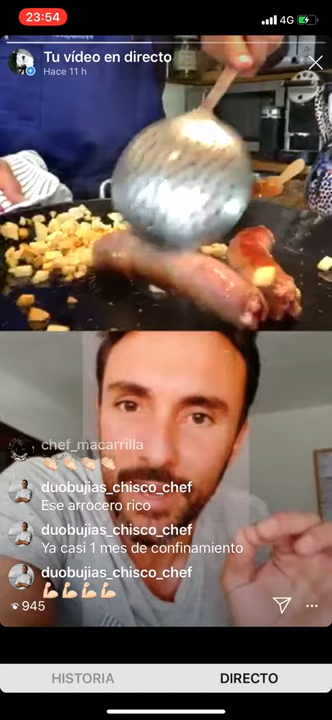 23:54
4G
Tu vídeo en directo
Hace 11 h
chef_macarrilla
👏🏻👏🏻👏🏻👏🏻
duobujias_chisco_chef
Ese arrocero rico
duobujias_chisco_chef
Ya casi 1 mes de confinamiento
duobujias_chisco_chef
💪🏻💪🏻💪🏻💪🏻
945
HISTORIA DIRECTO